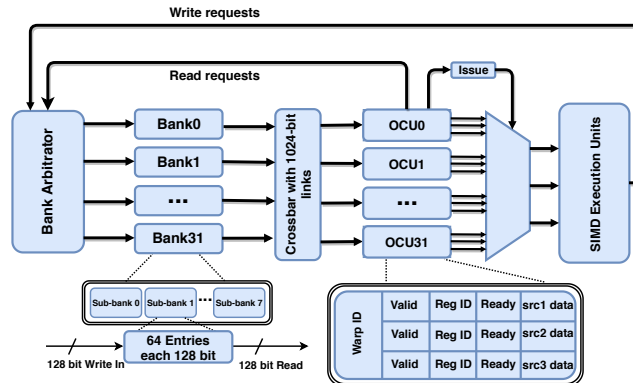 Write requests
Read requests
Issue
Bank Arbitrator
Bank0
Bank1
...
Bank31
Crossbar with 1024-bit
links
OCU0
OCU1
...
OCU31
SIMD Execution Units
Sub-bank 0
Sub-bank 1
...
Sub-bank 7
128 bit Write In
64 Entries
each 128 bit
128 bit Read
Warp ID
Valid Reg ID Ready src1 data
Valid Reg ID Ready src2 data
Valid Reg ID Ready src3 data